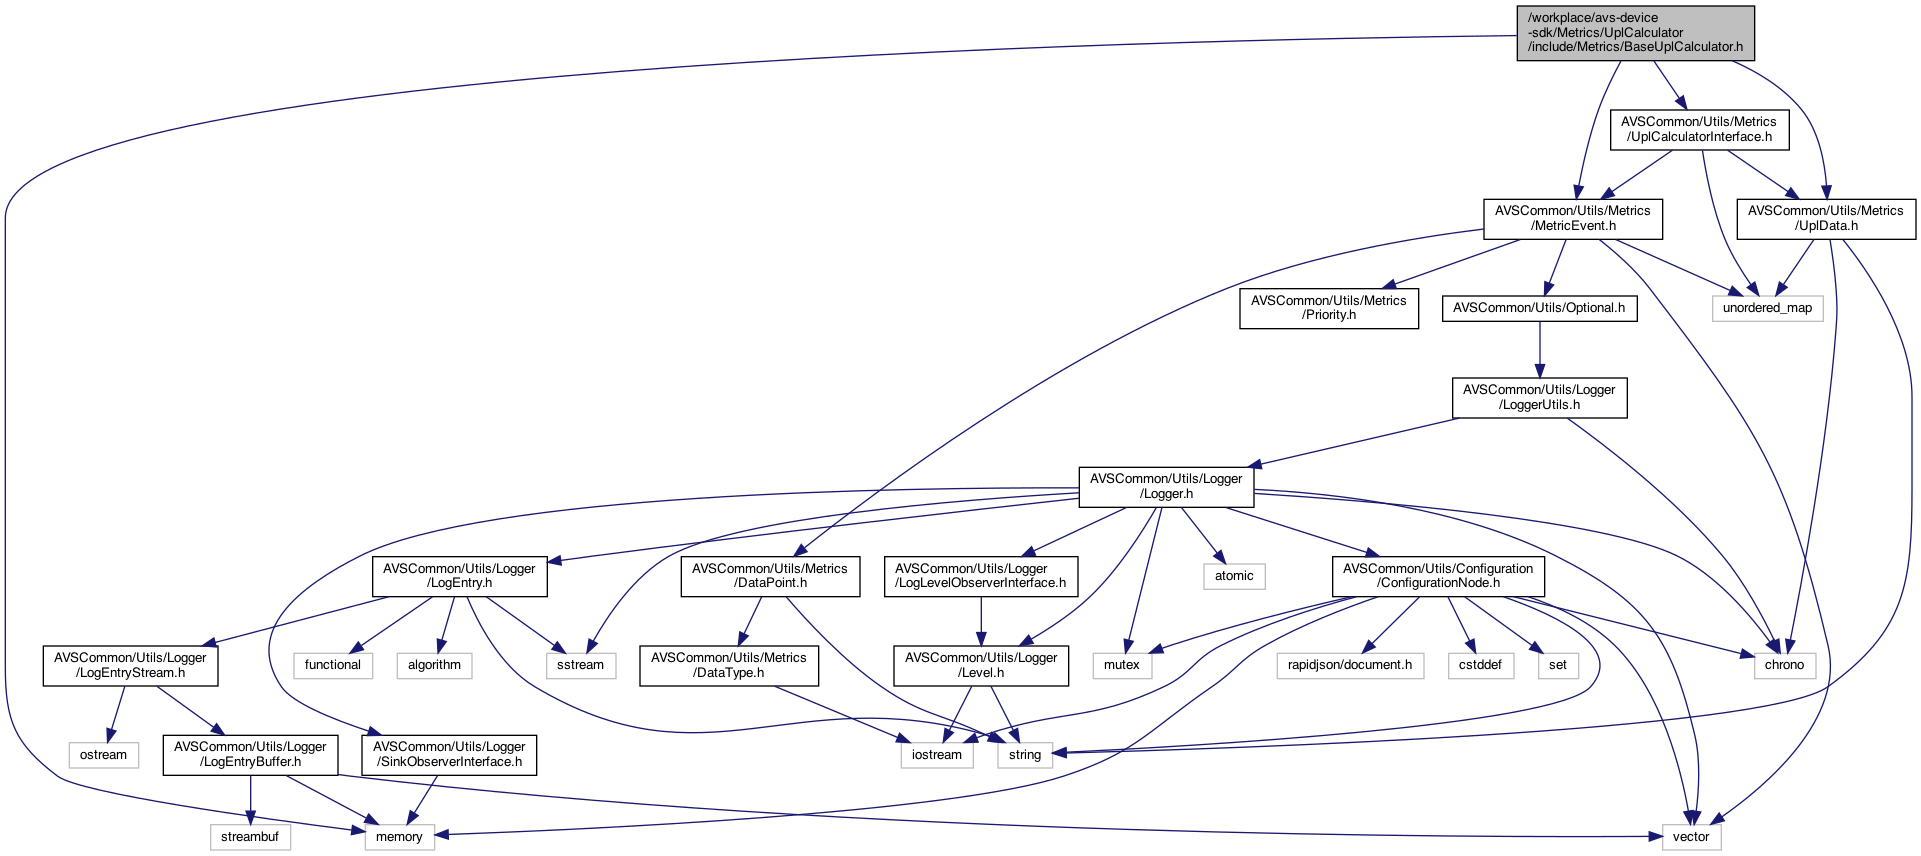 /workplace/avs-device
-sdk/Metrics/UplCalculator
/include/Metrics/BaseUplCalculator.h
AVSCommon/Utils/Metrics
/UplCalculatorInterface.h
AVSCommon/Utils/Metrics
/MetricEvent.h
AVSCommon/Utils/Metrics
/UplData.h
AVSCommon/Utils/Metrics
/Priority.h
AVSCommon/Utils/Optional.h
unordered_map
AVSCommon/Utils/Logger
/LoggerUtils.h
AVSCommon/Utils/Logger
/Logger.h
AVSCommon/Utils/Logger
/LogEntry.h
AVSCommon/Utils/Metrics
/DataPoint.h
AVSCommon/Utils/Logger
/LogLevelObserverInterface.h
atomic
AVSCommon/Utils/Configuration
/ConfigurationNode.h
AVSCommon/Utils/Logger
/LogEntryStream.h
functional
algorithm
sstream
AVSCommon/Utils/Metrics
/DataType.h
AVSCommon/Utils/Logger
/Level.h
mutex
rapidjson/document.h
cstddef
set
chrono
ostream
AVSCommon/Utils/Logger
/LogEntryBuffer.h
AVSCommon/Utils/Logger
/SinkObserverInterface.h
iostream
string
streambuf
memory
vector